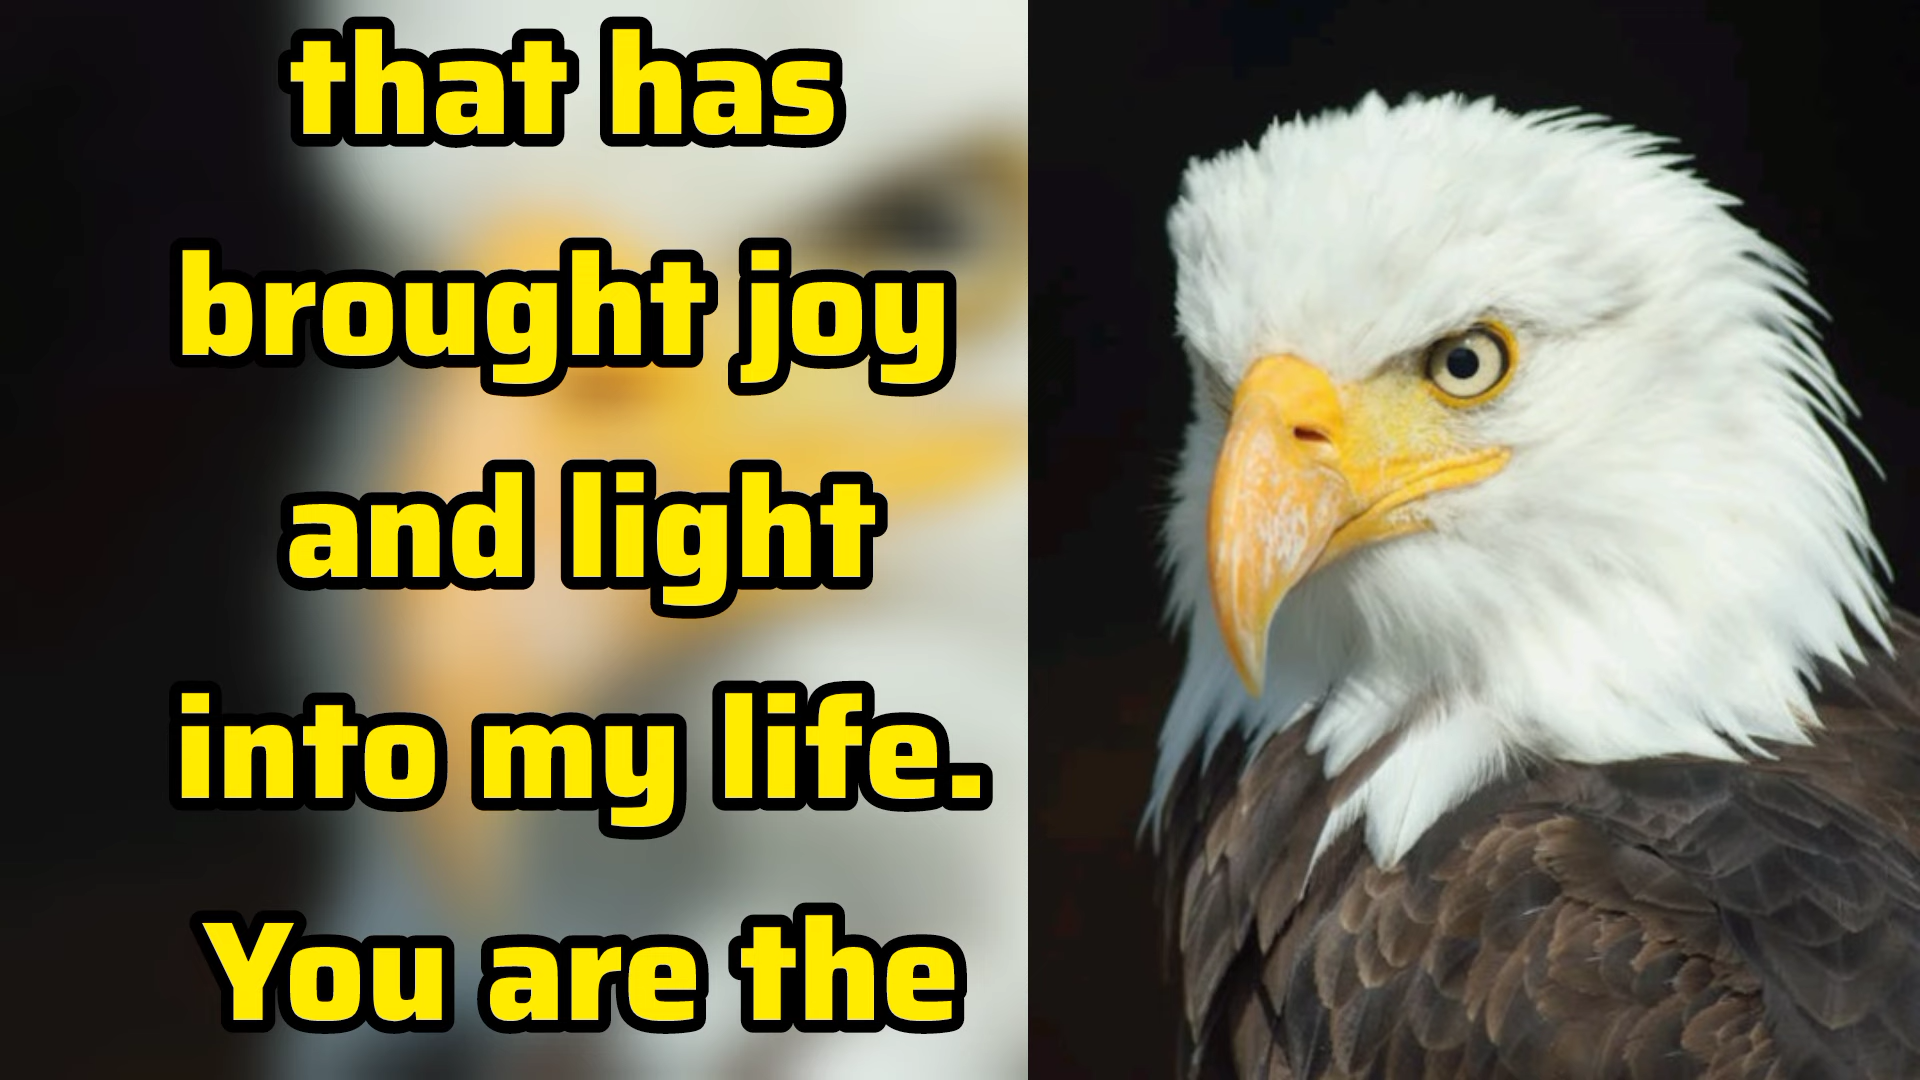 that has
brought joy
and light
into my life.
You are the